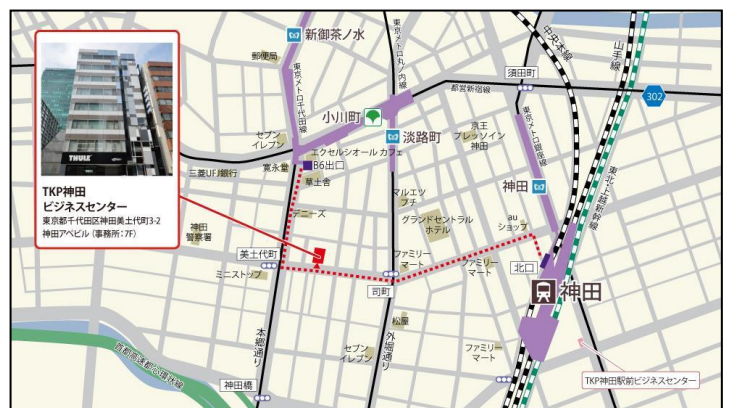 新御茶ノ水
郵便局
東京メトロ千代田線
東京メトロ丸ノ内線
小川町
都営新宿線
須田町
中央本線
山手線
302
淡路町
京王
プレッソイン
神田
東京メトロ銀座線
セブン
イレブン
エクセルシオール カフェ
B6出口
三菱UFJ銀行
寛永堂
草土舎
マルエツ
プチ
神田
東北・上越新幹線
THULE
TKP神田
ビジネスセンター
東京都千代田区神田美土代町3-2
神田アベビル (事務所:7F)
デニーズ
グランドセントラル
ホテル
au
ショップ
神田
警察署
美土代町
ミニストップ
ファミリー
マート
ファミリー
マート
北口
司町
神田
本郷通り
外堀通り
松屋
セブン
イレブン
ファミリー
マート
首都高速都心環状線
神田橋
TKP神田駅前ビジネスセンター